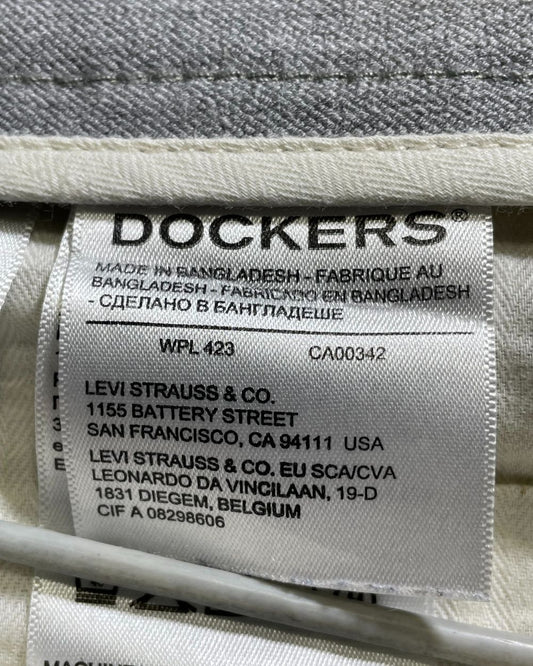 DOCKERS®
MADE IN BANGLADESH - FABRIQUE AU
BANGLADESH - FABRICADO EN BANGLADESH
- СДЕЛАНО В БАНГЛАДЕШЕ
WPL 423 CA00342
LEVI STRAUSS & CO.
1155 BATTERY STREET
SAN FRANCISCO, CA 94111 USA
LEVI STRAUSS & CO. EU SCA/CVA
LEONARDO DA VINCILAAN, 19-D
1831 DIEGEM, BELGIUM
CIF A 08298606